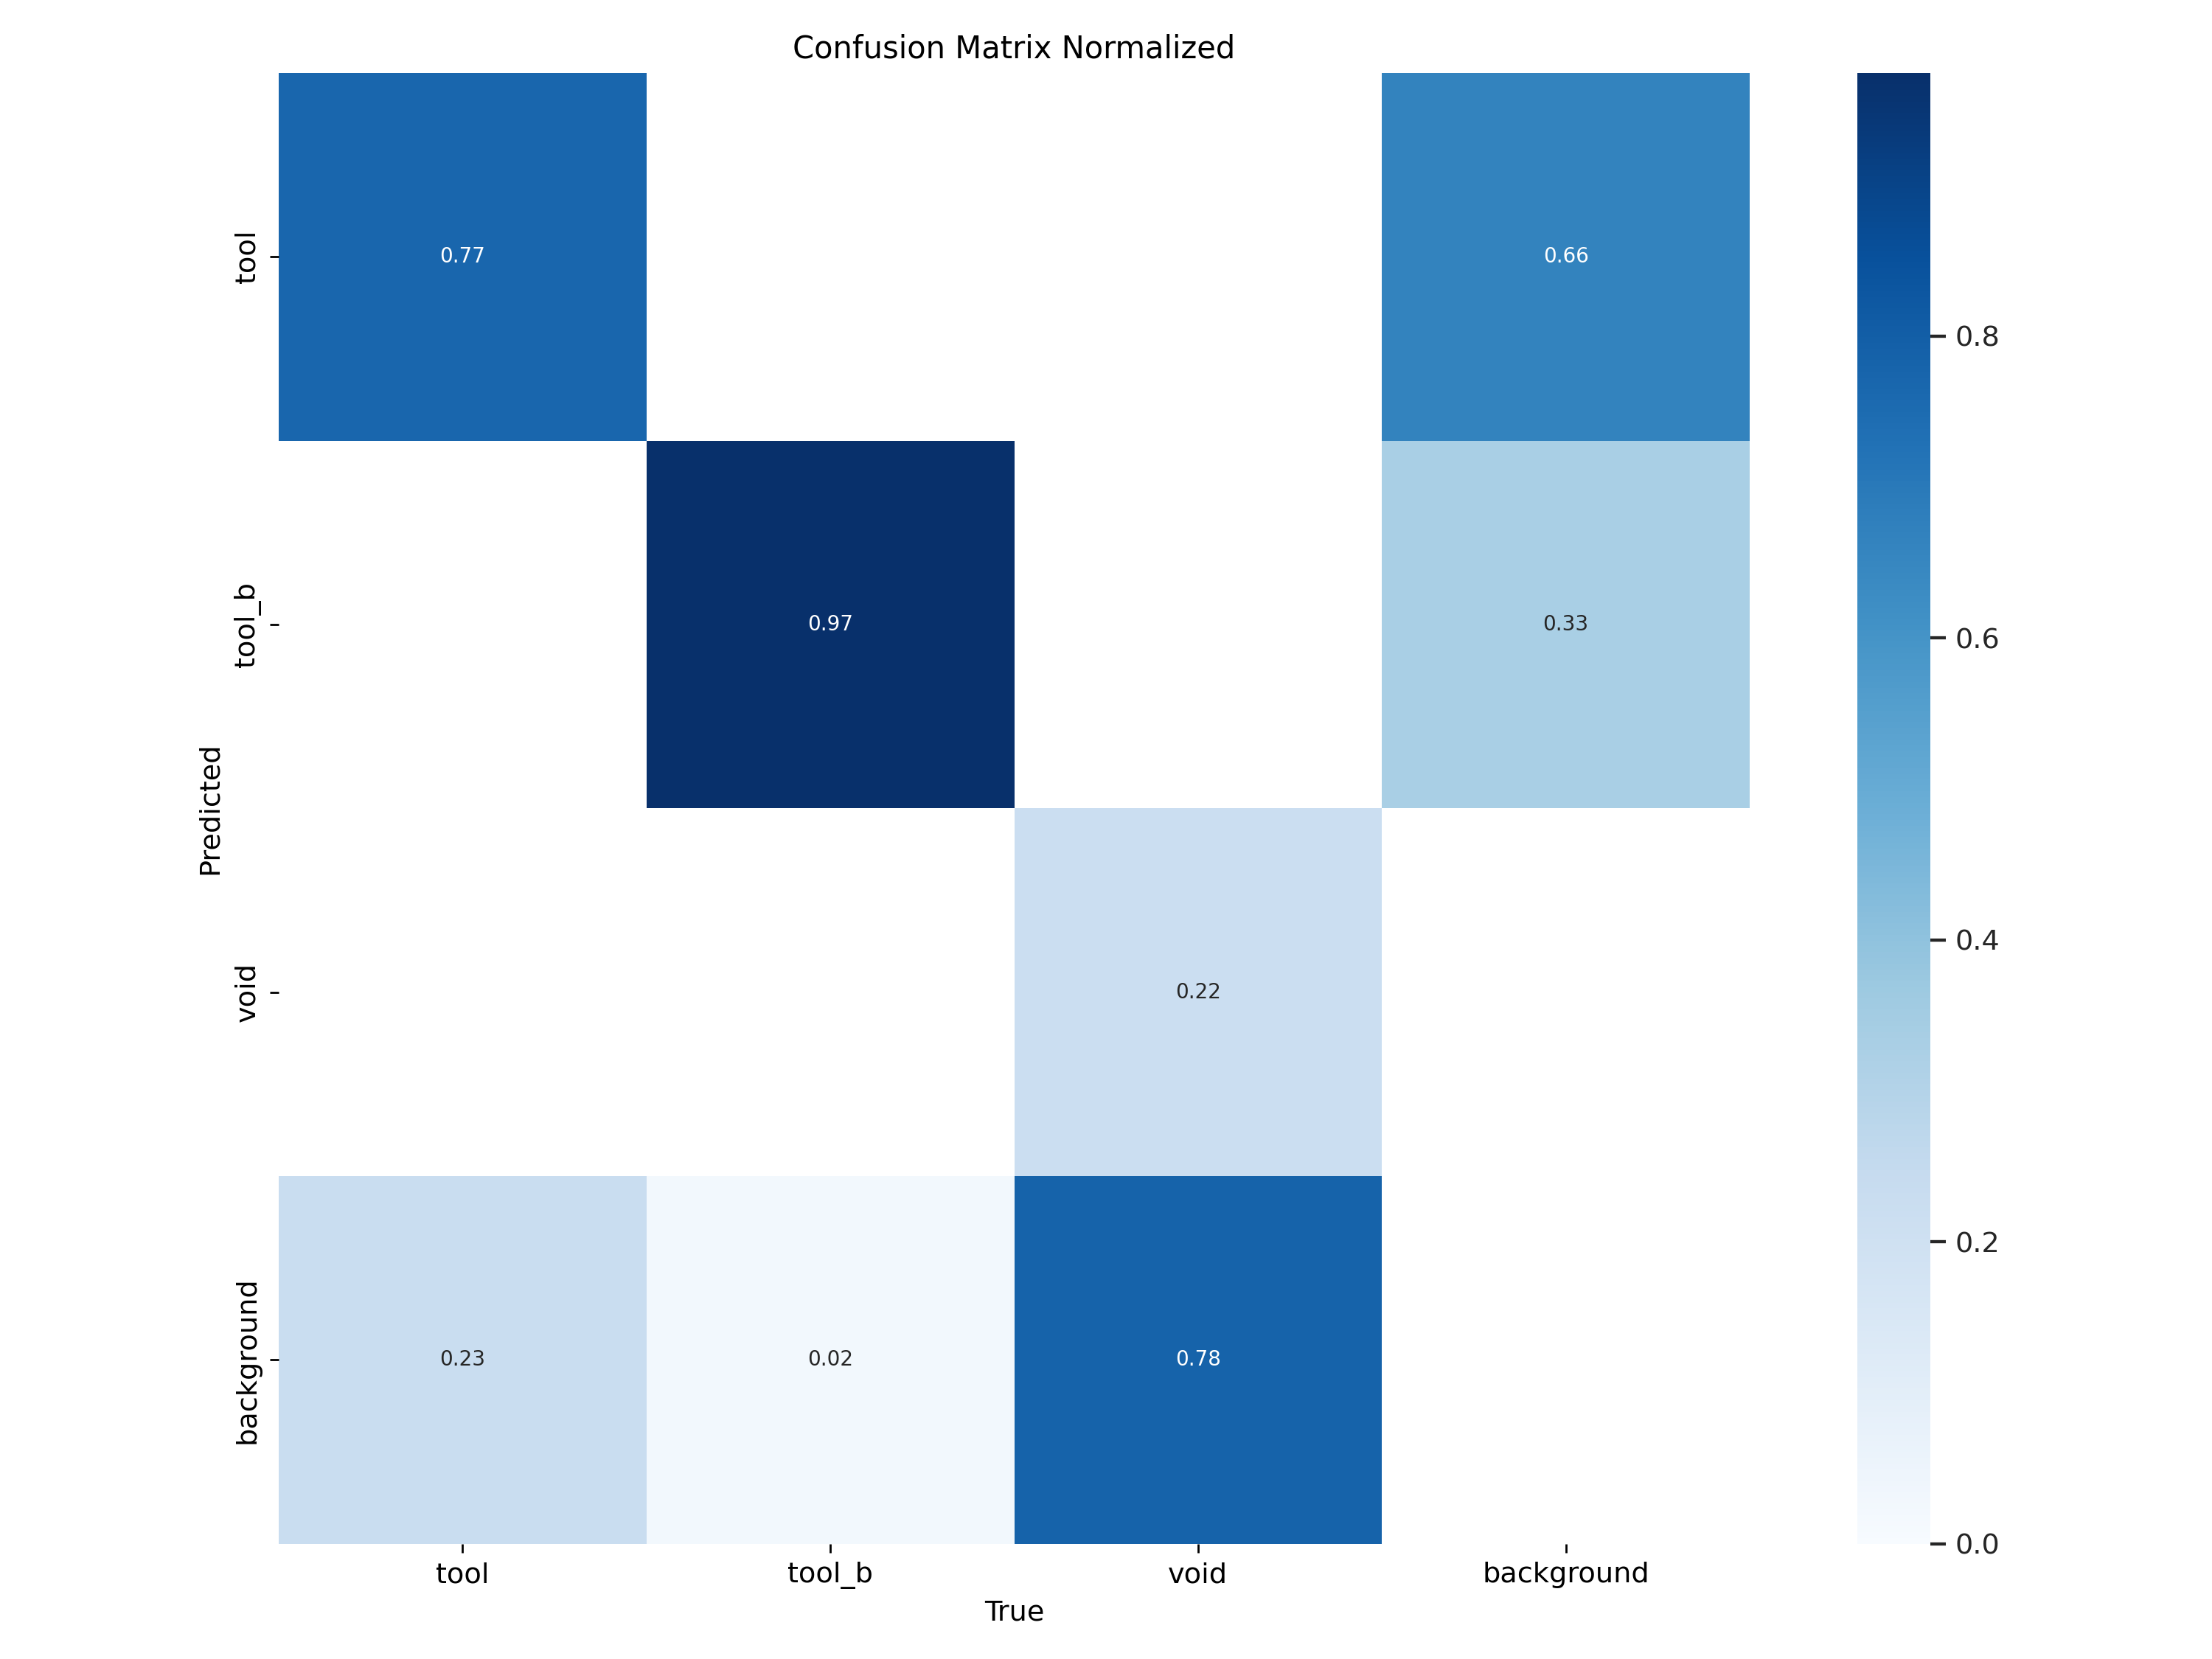 Confusion Matrix Normalized
tool
0.77
0.66
0.8
tool_b
0.97
0.33
0.6
Predicted
void
0.22
0.4
0.2
background
0.23
0.02
0.78
0.0
tool
tool_b
void
background
True